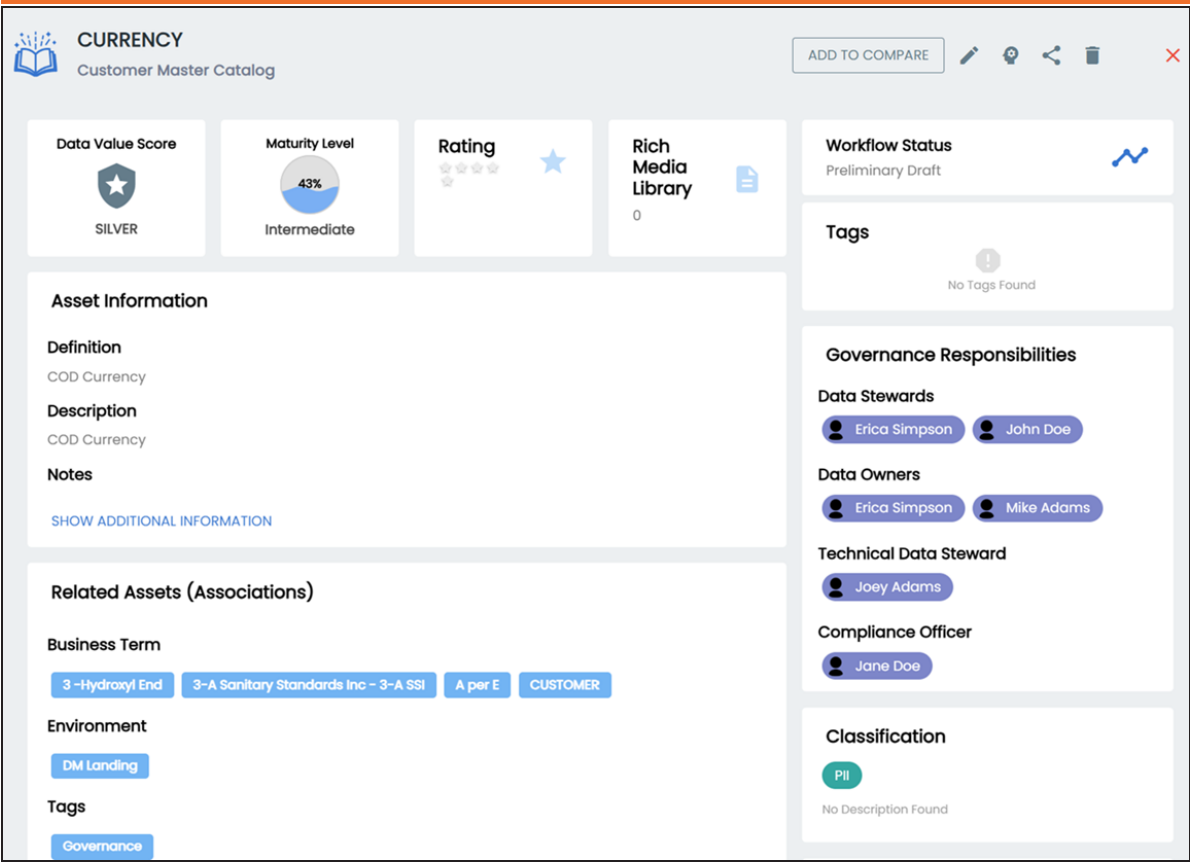 CURRENCY
Customer Master Catalog
ADD TO COMPARE
Data Value Score
SILVER
Maturity Level
43%
Intermediate
Rating
Rich
Media
Library
0
Workflow Status
Preliminary Draft
Tags
No Tags Found
Asset Information
Definition
COD Currency
Description
COD Currency
Notes
SHOW ADDITIONAL INFORMATION
Related Assets (Associations)
Business Term
3 -Hydroxyl End
3-A Sanitary Standards Inc - 3-A SSI
A per E
CUSTOMER
Environment
DM Landing
Tags
Governance
Governance Responsibilities
Data Stewards
Erica Simpson
John Doe
Data Owners
Erica Simpson
Mike Adams
Technical Data Steward
Joey Adams
Compliance Officer
Jane Doe
Classification
PII
No Description Found